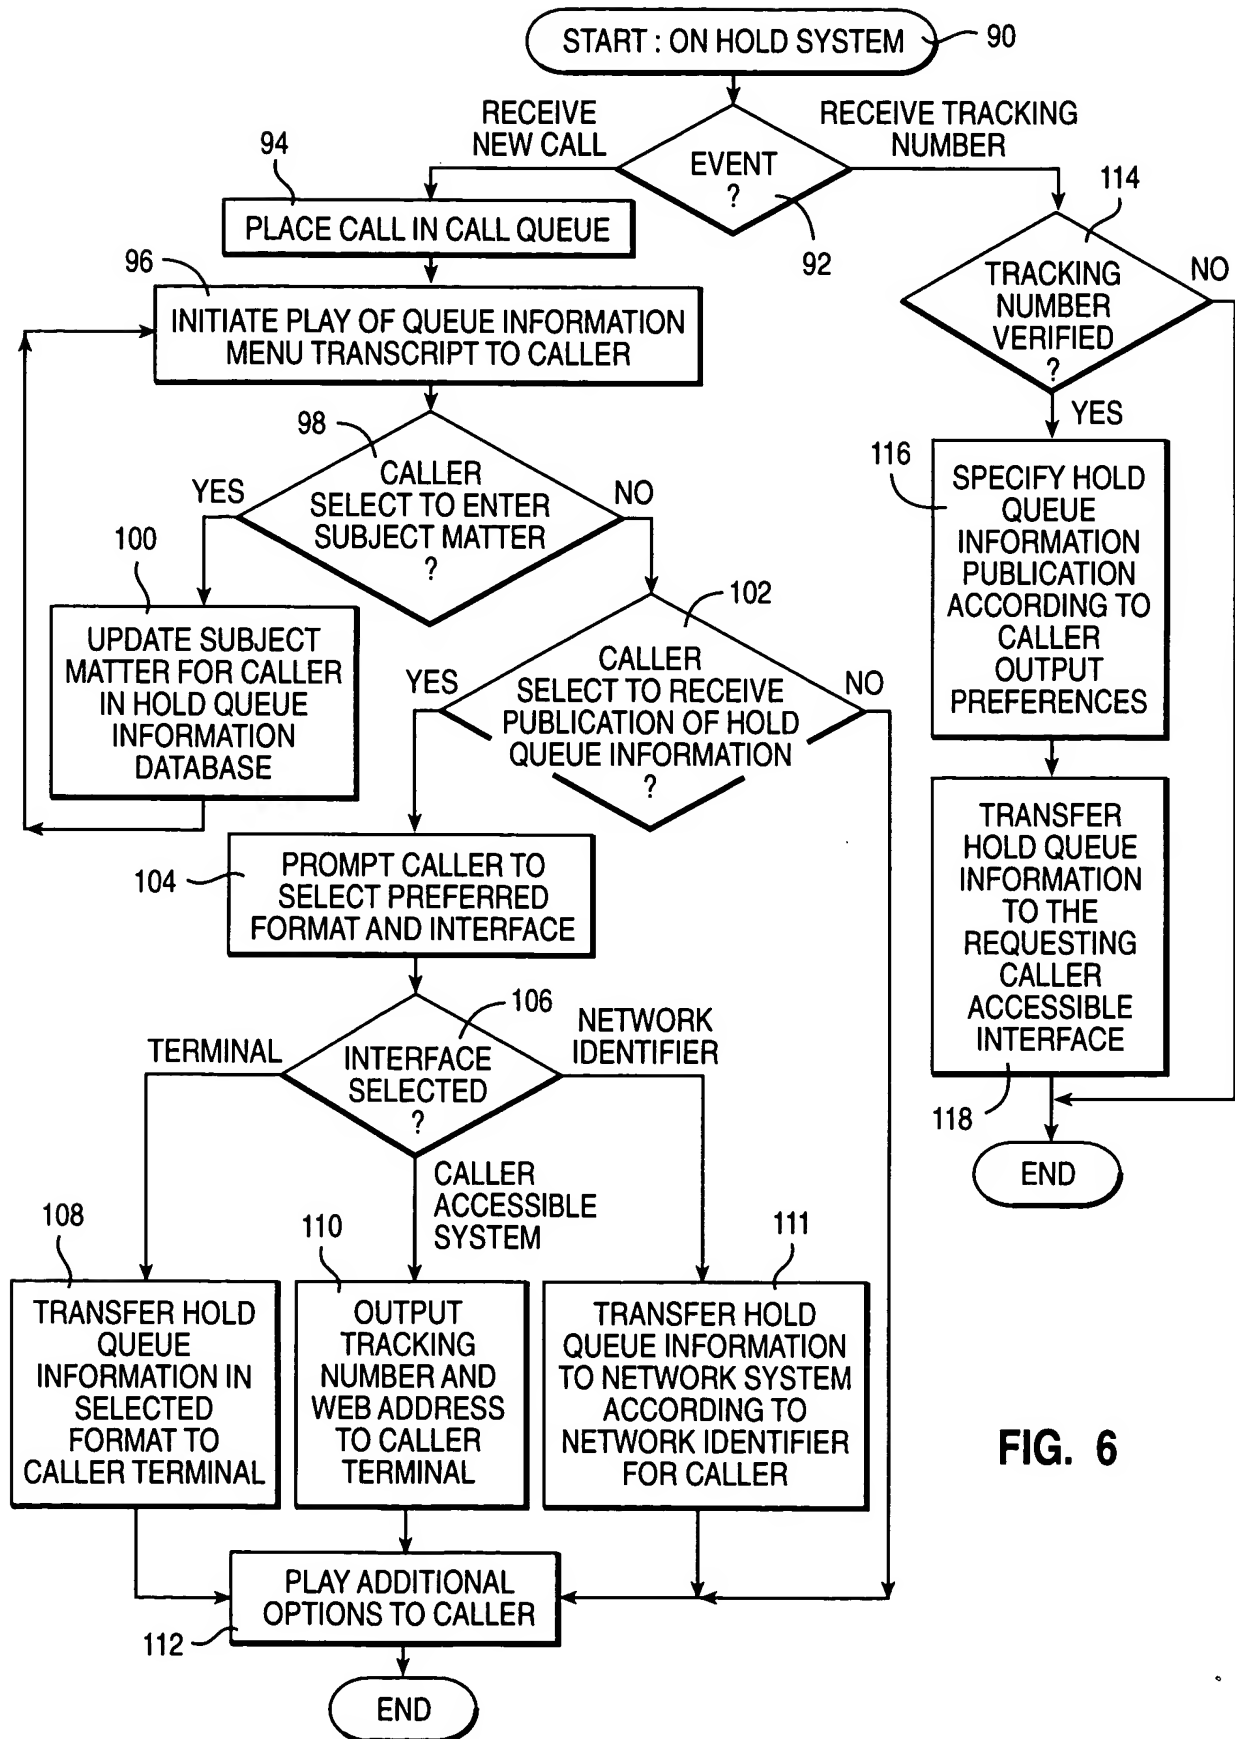 START : ON HOLD SYSTEM
90
RECEIVE
NEW CALL
RECEIVE TRACKING
NUMBER
EVENT
?
92
94
PLACE CALL IN CALL QUEUE
96
INITIATE PLAY OF QUEUE INFORMATION
MENU TRANSCRIPT TO CALLER
98
CALLER
SELECT TO ENTER
SUBJECT MATTER
?
YES
NO
100
UPDATE SUBJECT
MATTER FOR CALLER
IN HOLD QUEUE
INFORMATION
DATABASE
102
CALLER
SELECT TO RECEIVE
PUBLICATION OF HOLD
QUEUE INFORMATION
?
YES
NO
104
PROMPT CALLER TO
SELECT PREFERRED
FORMAT AND INTERFACE
106
INTERFACE
SELECTED
?
TERMINAL
NETWORK
IDENTIFIER
CALLER
ACCESSIBLE
SYSTEM
108
TRANSFER HOLD
QUEUE
INFORMATION IN
SELECTED
FORMAT TO
CALLER TERMINAL
110
OUTPUT
TRACKING
NUMBER AND
WEB ADDRESS
TO CALLER
TERMINAL
111
TRANSFER HOLD
QUEUE INFORMATION
TO NETWORK SYSTEM
ACCORDING TO
NETWORK IDENTIFIER
FOR CALLER
PLAY ADDITIONAL
OPTIONS TO CALLER
112
END
114
TRACKING
NUMBER
VERIFIED
?
NO
YES
116
SPECIFY HOLD
QUEUE
INFORMATION
PUBLICATION
ACCORDING TO
CALLER
OUTPUT
PREFERENCES
TRANSFER
HOLD QUEUE
INFORMATION
TO THE
REQUESTING
CALLER
ACCESSIBLE
INTERFACE
118
END
FIG. 6